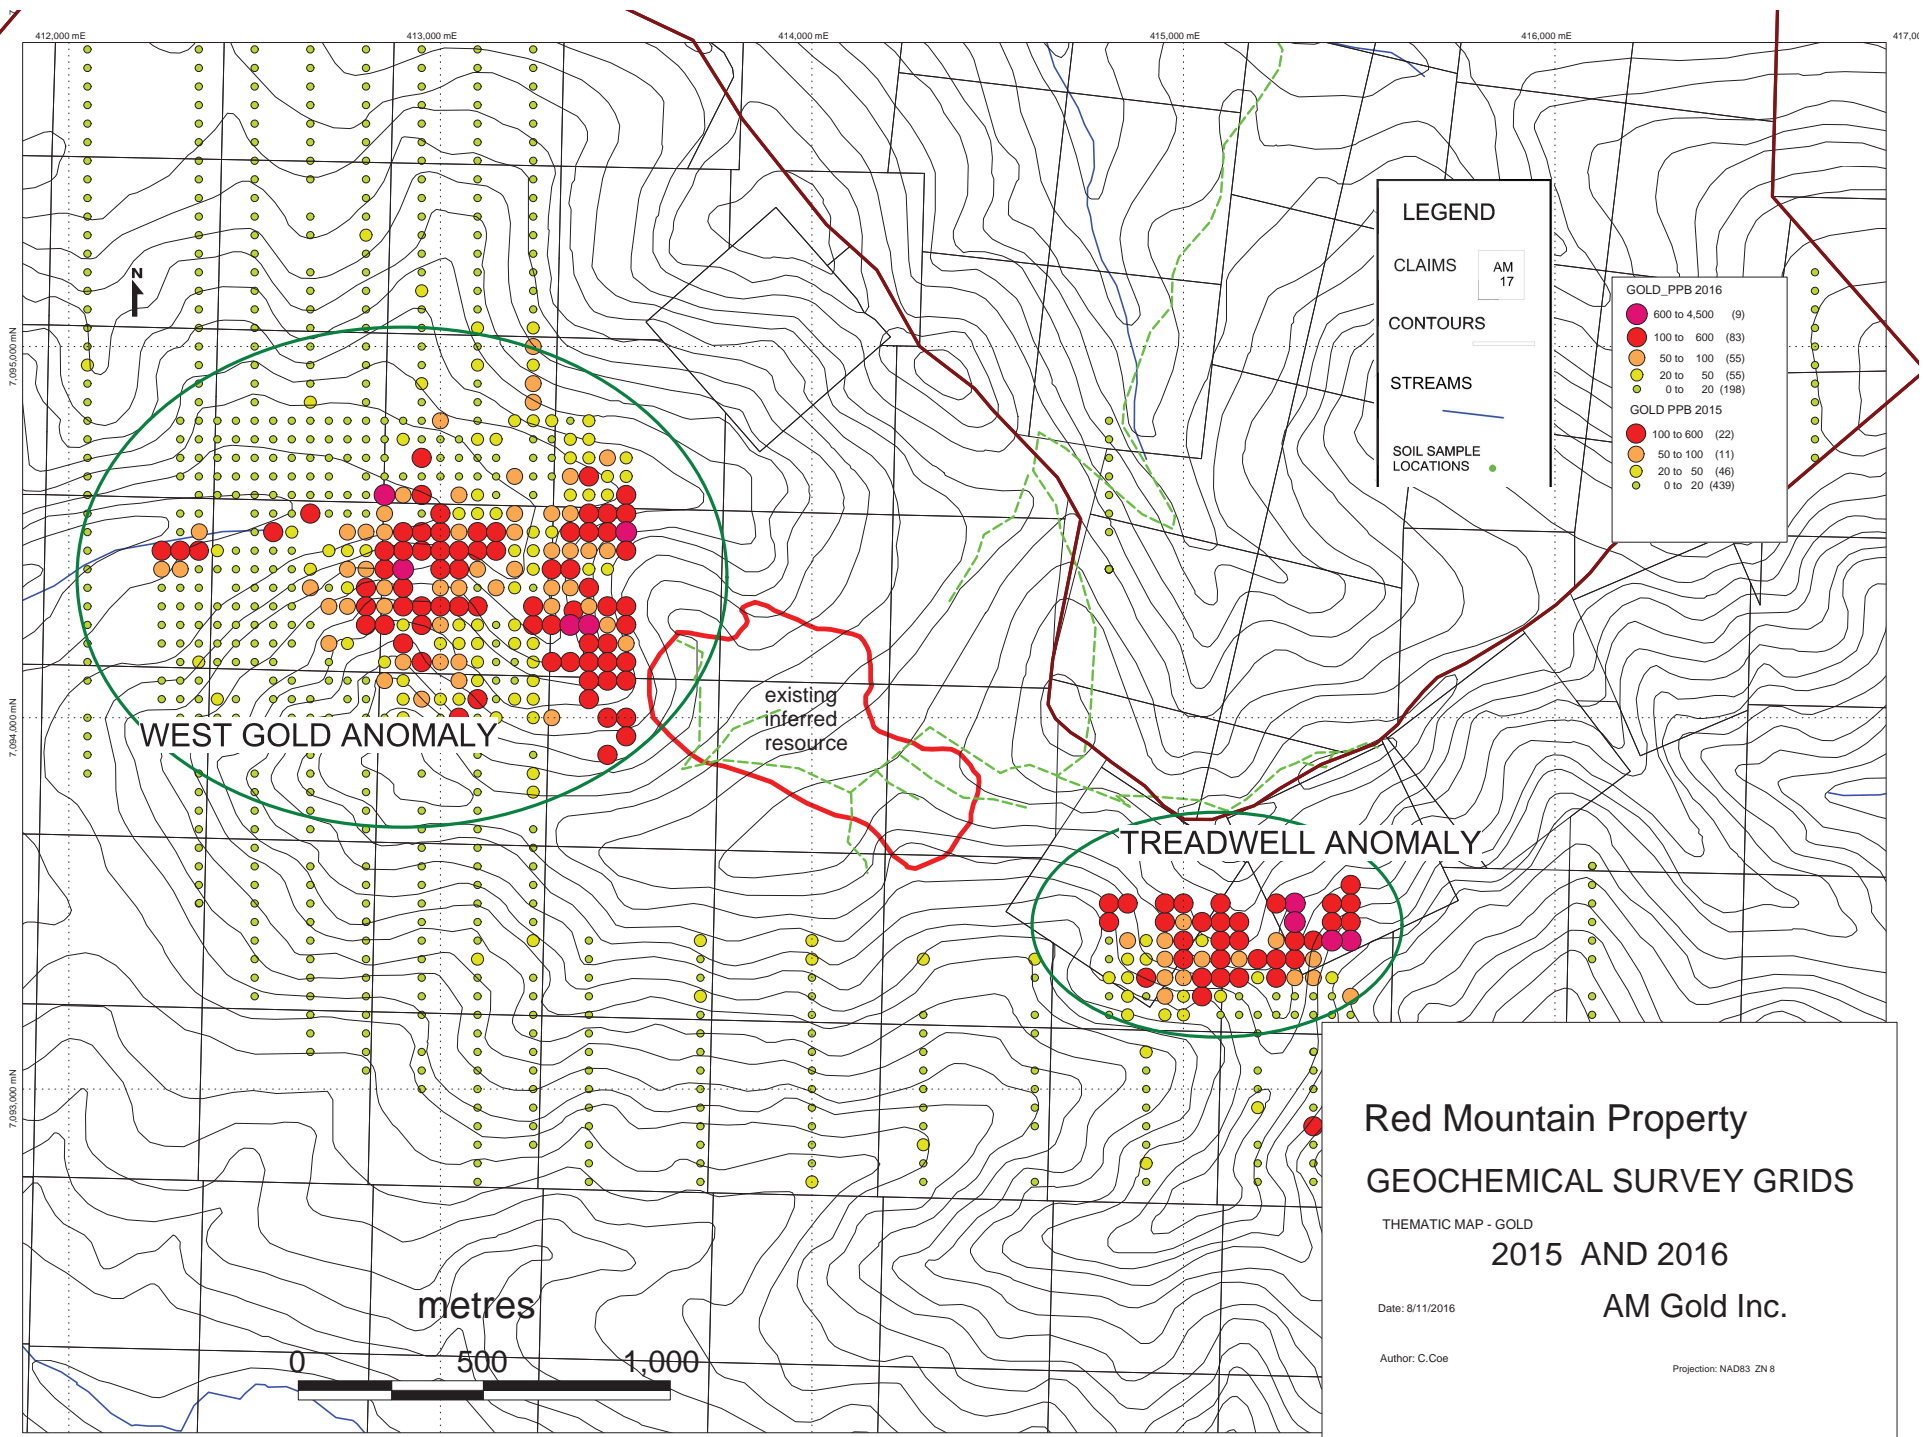 412,000 mE
413,000 mE
414,000 mE
415,000 mE
416,000 mE
417,00
7,095,000 mN
7,094,000 mN
7,093,000 mN
N
LEGEND
CLAIMS
AM
17
CONTOURS
STREAMS
SOIL SAMPLE
LOCATIONS
GOLD_PPB 2016
600 to 4,500 (9)
100 to 600 (83)
50 to 100 (55)
20 to 50 (55)
0 to 20 (198)
GOLD PPB 2015
100 to 600 (22)
50 to 100 (11)
20 to 50 (46)
0 to 20 (439)
existing
inferred
resource
WEST GOLD ANOMALY
TREADWELL ANOMALY
metres
0 500 1,000
Red Mountain Property
GEOCHEMICAL SURVEY GRIDS
THEMATIC MAP - GOLD
2015 AND 2016
AM Gold Inc.
Date: 8/11/2016
Author: C.Coe
Projection: NAD83 ZN 8